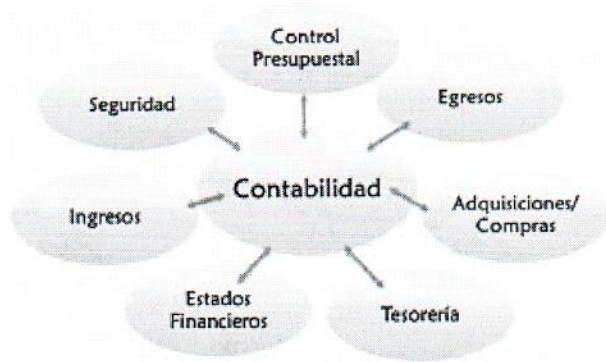 Control
Presupuestal
Seguridad
Egresos
Contabilidad
Ingresos
Adquisiciones/
Compras
Estados
Financieros
Tesorería